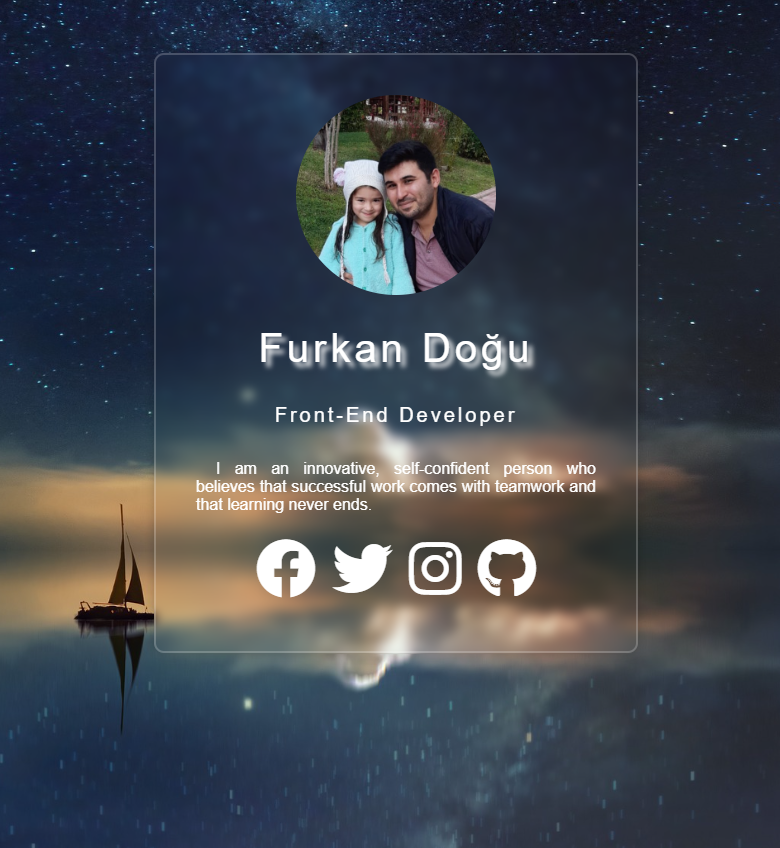 Furkan Doğu
Front-End Developer
I am an innovative, self-confident person who
believes that successful work comes with teamwork and
that learning never ends.